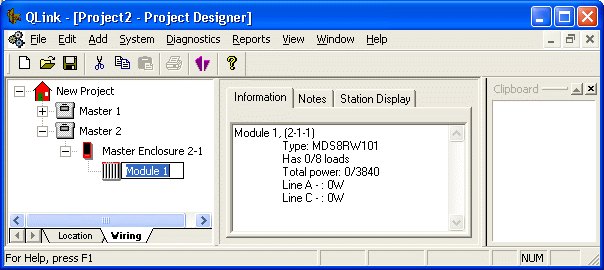 QLink - [Project2 - Project Designer]
File Edit Add System Diagnostics Reports View Window Help
New Project
Master 1
Master 2
Master Enclosure 2-1
Module 1
Location Wiring
Information Notes Station Display
Module 1, (2-1-1)
Type: MDS8RW101
Has 0/8 loads
Total power: 0/3840
Line A - : 0W
Line C - : 0W
Clipboard
For Help, press F1
NUM